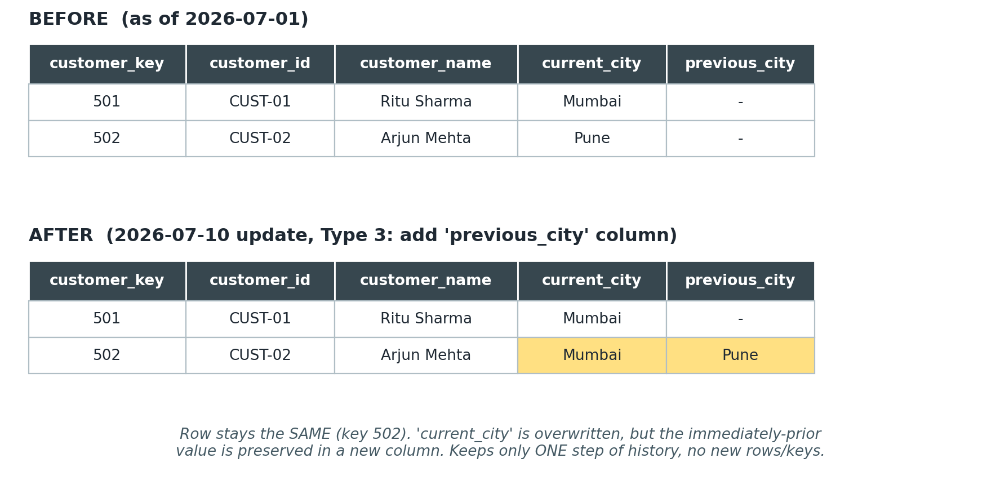 BEFORE (as of 2026-07-01)
customer_key customer_id customer_name current_city previous_city
501 CUST-01 Ritu Sharma Mumbai -
502 CUST-02 Arjun Mehta Pune -
AFTER (2026-07-10 update, Type 3: add 'previous_city' column)
customer_key customer_id customer_name current_city previous_city
501 CUST-01 Ritu Sharma Mumbai -
502 CUST-02 Arjun Mehta Mumbai Pune
Row stays the SAME (key 502). 'current_city' is overwritten, but the immediately-prior
value is preserved in a new column. Keeps only ONE step of history, no new rows/keys.